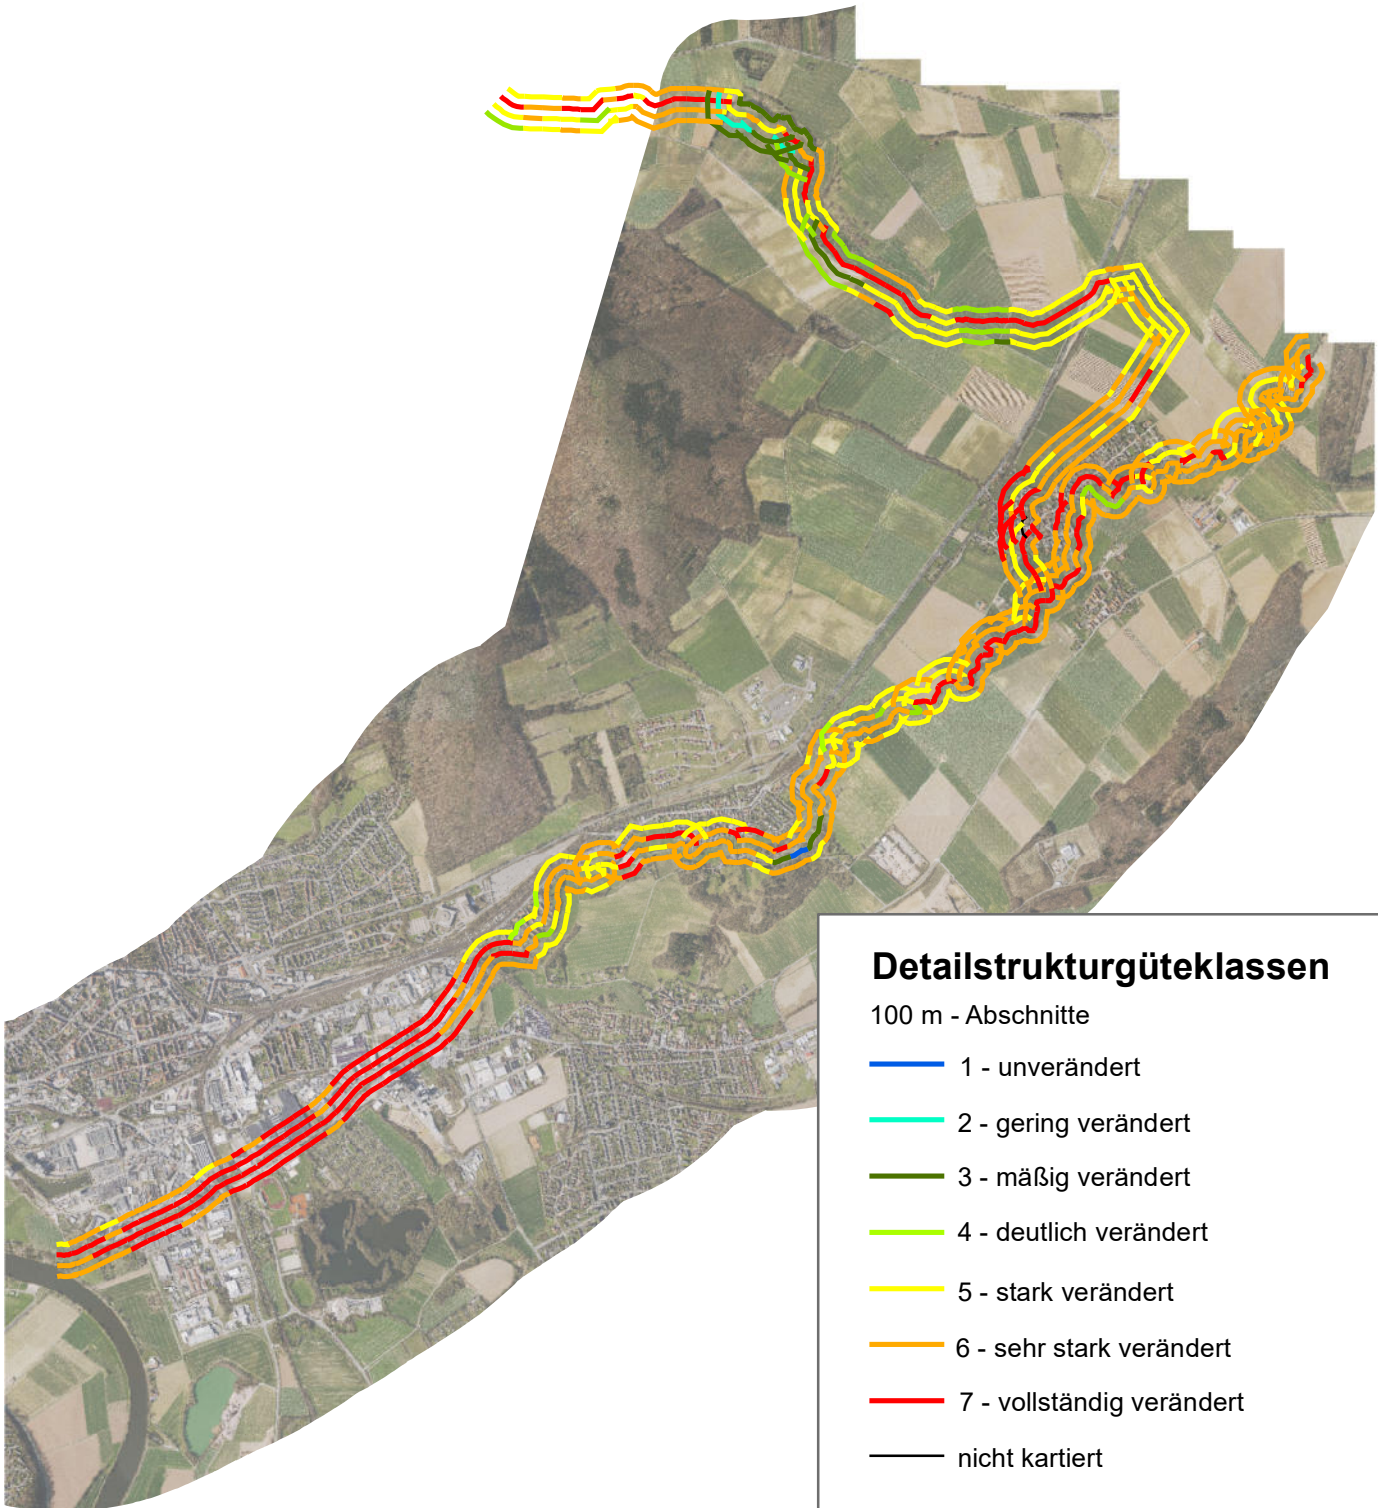 Detailstrukturgüteklassen
100 m - Abschnitte
1 - unverändert
2 - gering verändert
3 - mäßig verändert
4 - deutlich verändert
5 - stark verändert
6 - sehr stark verändert
7 - vollständig verändert
nicht kartiert